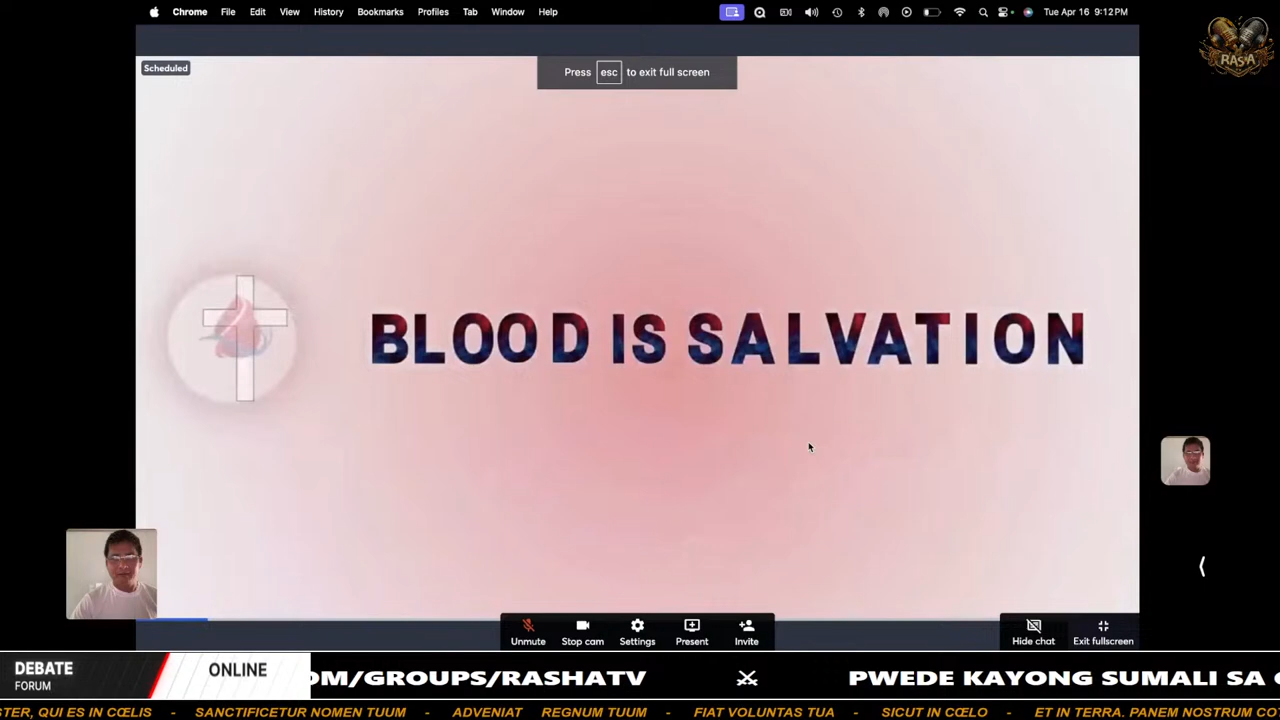 Chrome File Edit View History Bookmarks Profiles Tab Window Help Tue Apr 16 9:12 PM
RASA
Scheduled
Press esc to exit full screen
BLOOD IS SALVATION
Unmute Stop cam Settings Present Invite Hide chat Exit fullscreen
DEBATE
FORUM
ONLINE
OM/GROUPS/RASHATV PWEDE KAYONG SUMALI SA
STER, QUI ES IN CŒLIS - SANCTIFICETUR NOMEN TUUM - ADVENIAT REGNUM TUUM - FIAT VOLUNTAS TUA - SICUT IN CŒLO - ET IN TERRA. PANEM NOSTRUM CO